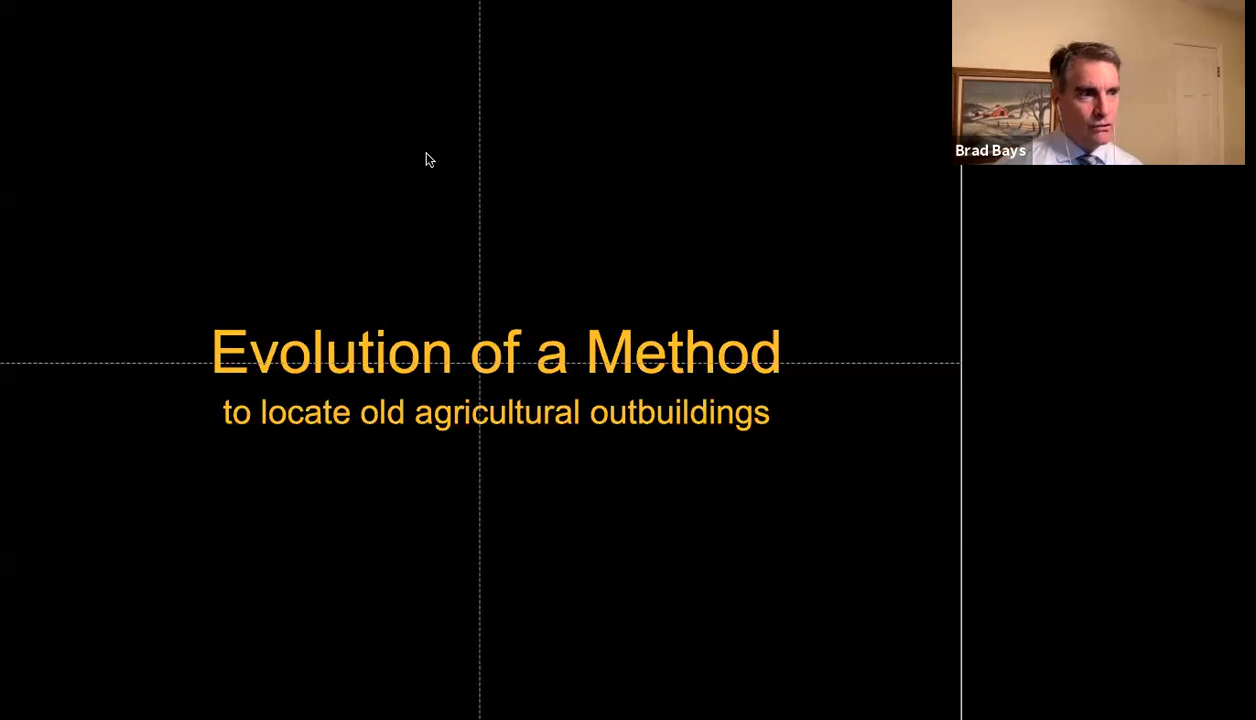 Brad Bays
Evolution of a Method
to locate old agricultural outbuildings